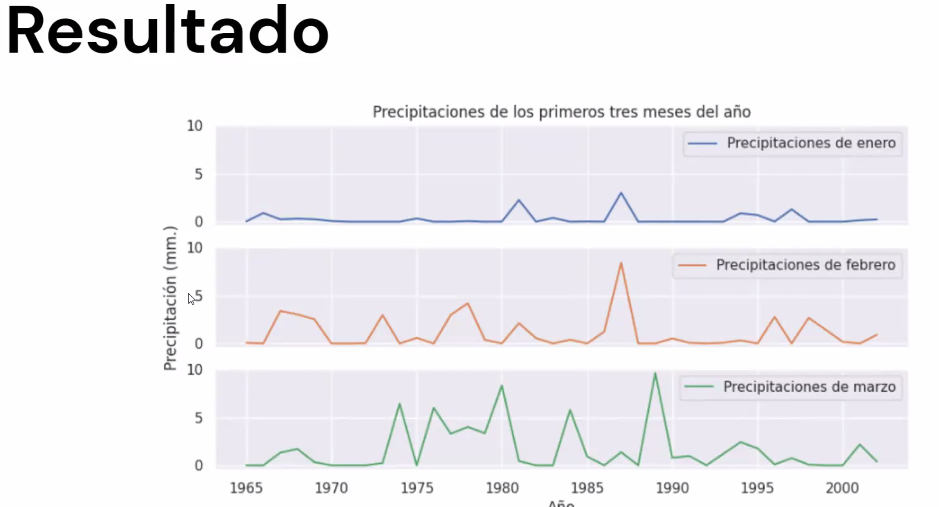 Resultado
Precipitaciones de los primeros tres meses del año
10
Precipitaciones de enero
5
0
Precipitación (mm.)
10
Precipitaciones de febrero
5
0
10
Precipitaciones de marzo
5
0
1965 1970 1975 1980 1985 1990 1995 2000
Año